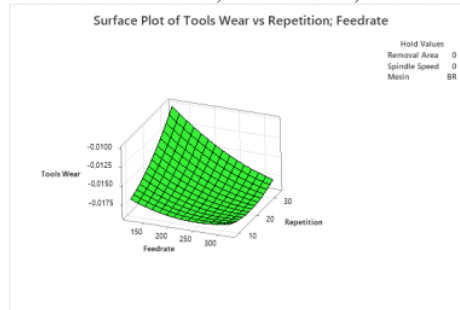 Surface Plot of Tools Wear vs Repetition; Feedrate
Hold Values
Removal Area 0
Spindle Speed 0
Mesin BR
-0,0100
-0,0125
-0,0150
-0,0175
Tools Wear
150 200 250 300
Feedrate
10 20 30
Repetition